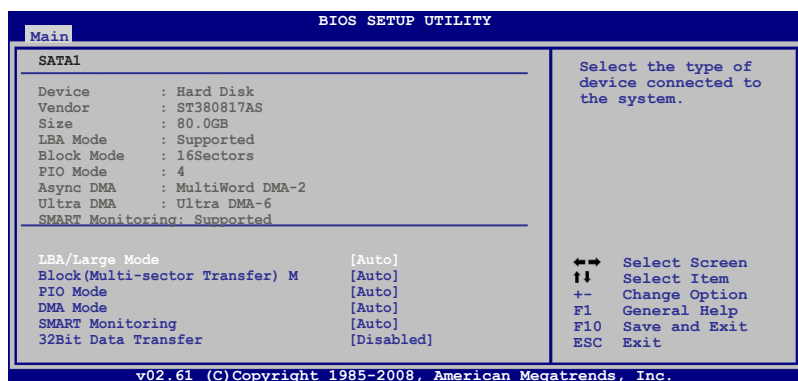 BIOS SETUP UTILITY
Main
SATA1
Device : Hard Disk
Vendor : ST380817AS
Size : 80.0GB
LBA Mode : Supported
Block Mode : 16Sectors
PIO Mode : 4
Async DMA : MultiWord DMA-2
Ultra DMA : Ultra DMA-6
SMART Monitoring: Supported
LBA/Large Mode [Auto]
Block(Multi-sector Transfer) M [Auto]
PIO Mode [Auto]
DMA Mode [Auto]
SMART Monitoring [Auto]
32Bit Data Transfer [Disabled]
Select the type of
device connected to
the system.
←→ Select Screen
↑↓ Select Item
+- Change Option
F1 General Help
F10 Save and Exit
ESC Exit
v02.61 (C)Copyright 1985-2008, American Megatrends, Inc.